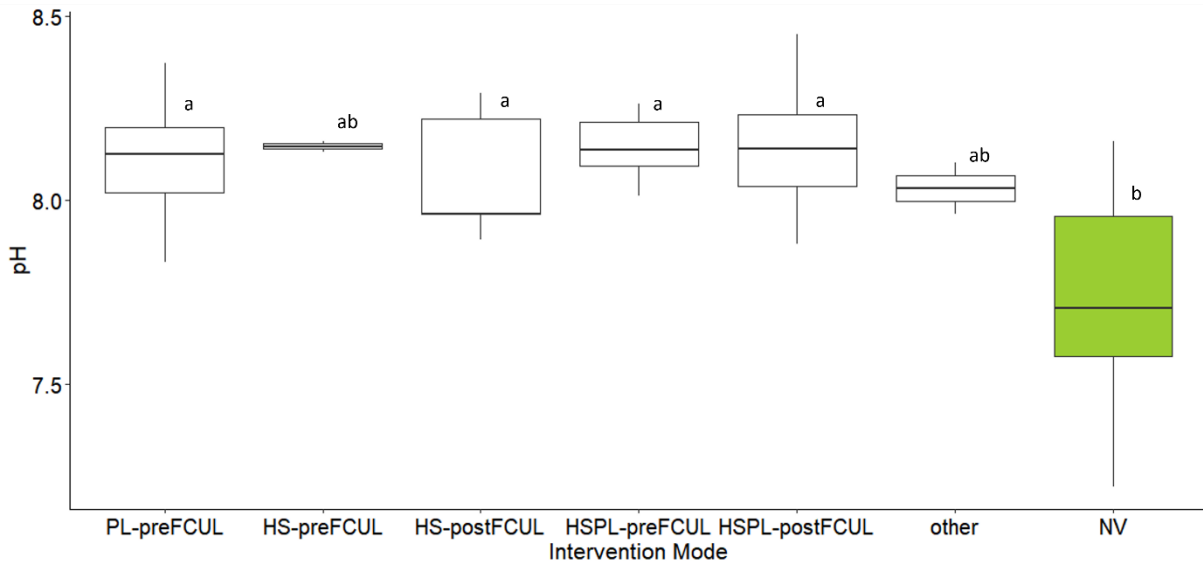 8.5
a
ab
a
a
a
ab
8.0
b
pH
7.5
PL-preFCUL HS-preFCUL HS-postFCUL HSPL-preFCUL HSPL-postFCUL other NV
Intervention Mode